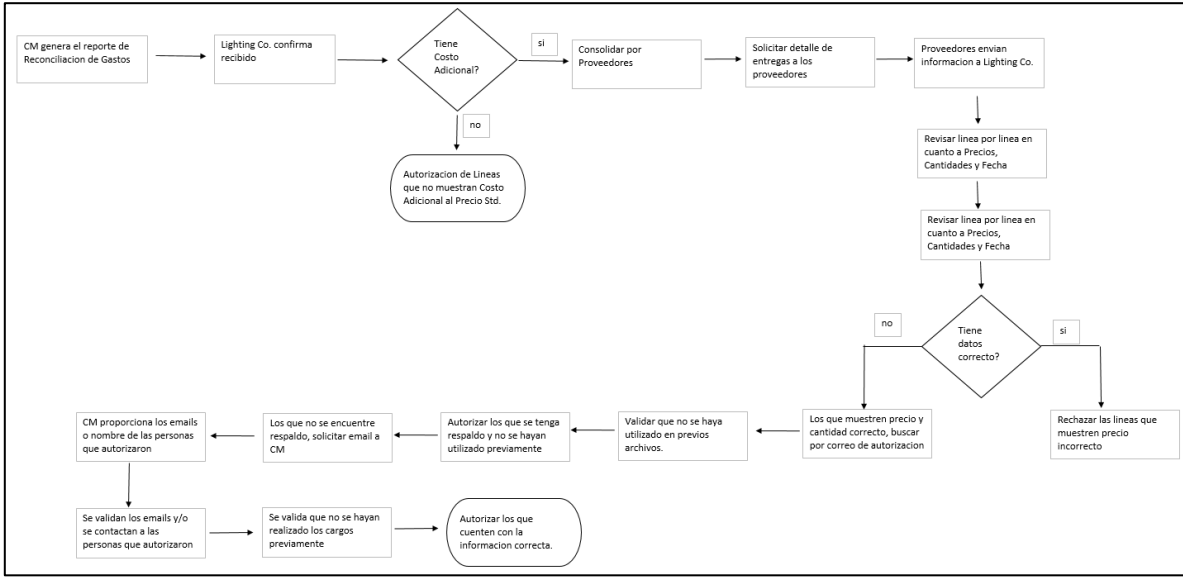 CM genera el reporte de
Reconciliacion de Gastos
Lighting Co. confirma
recibido
Tiene
Costo
Adicional?
si
Consolidar por
Proveedores
Solicitar detalle de
entregas a los
proveedores
Proveedores envian
informacion a Lighting Co.
no
Autorizacion de Lineas
que no muestran Costo
Adicional al Precio Std.
Revisar linea por linea en
cuanto a Precios,
Cantidades y Fecha
Revisar linea por linea en
cuanto a Precios,
Cantidades y Fecha
Tiene
datos
correcto?
no
si
Rechazar las lineas que
muestren precio
incorrecto
Los que muestren precio y
cantidad correcto, buscar
por correo de autorizacion
Validar que no se haya
utilizado en previos
archivos.
Autorizar los que se tenga
respaldo y no se hayan
utilizado previamente
Los que no se encuentre
respaldo, solicitar email a
CM
CM proporciona los emails
o nombre de las personas
que autorizaron
Se validan los emails y/o
se contactan a las
personas que autorizaron
Se valida que no se hayan
realizado los cargos
previamente
Autorizar los que
cuenten con la
informacion correcta.